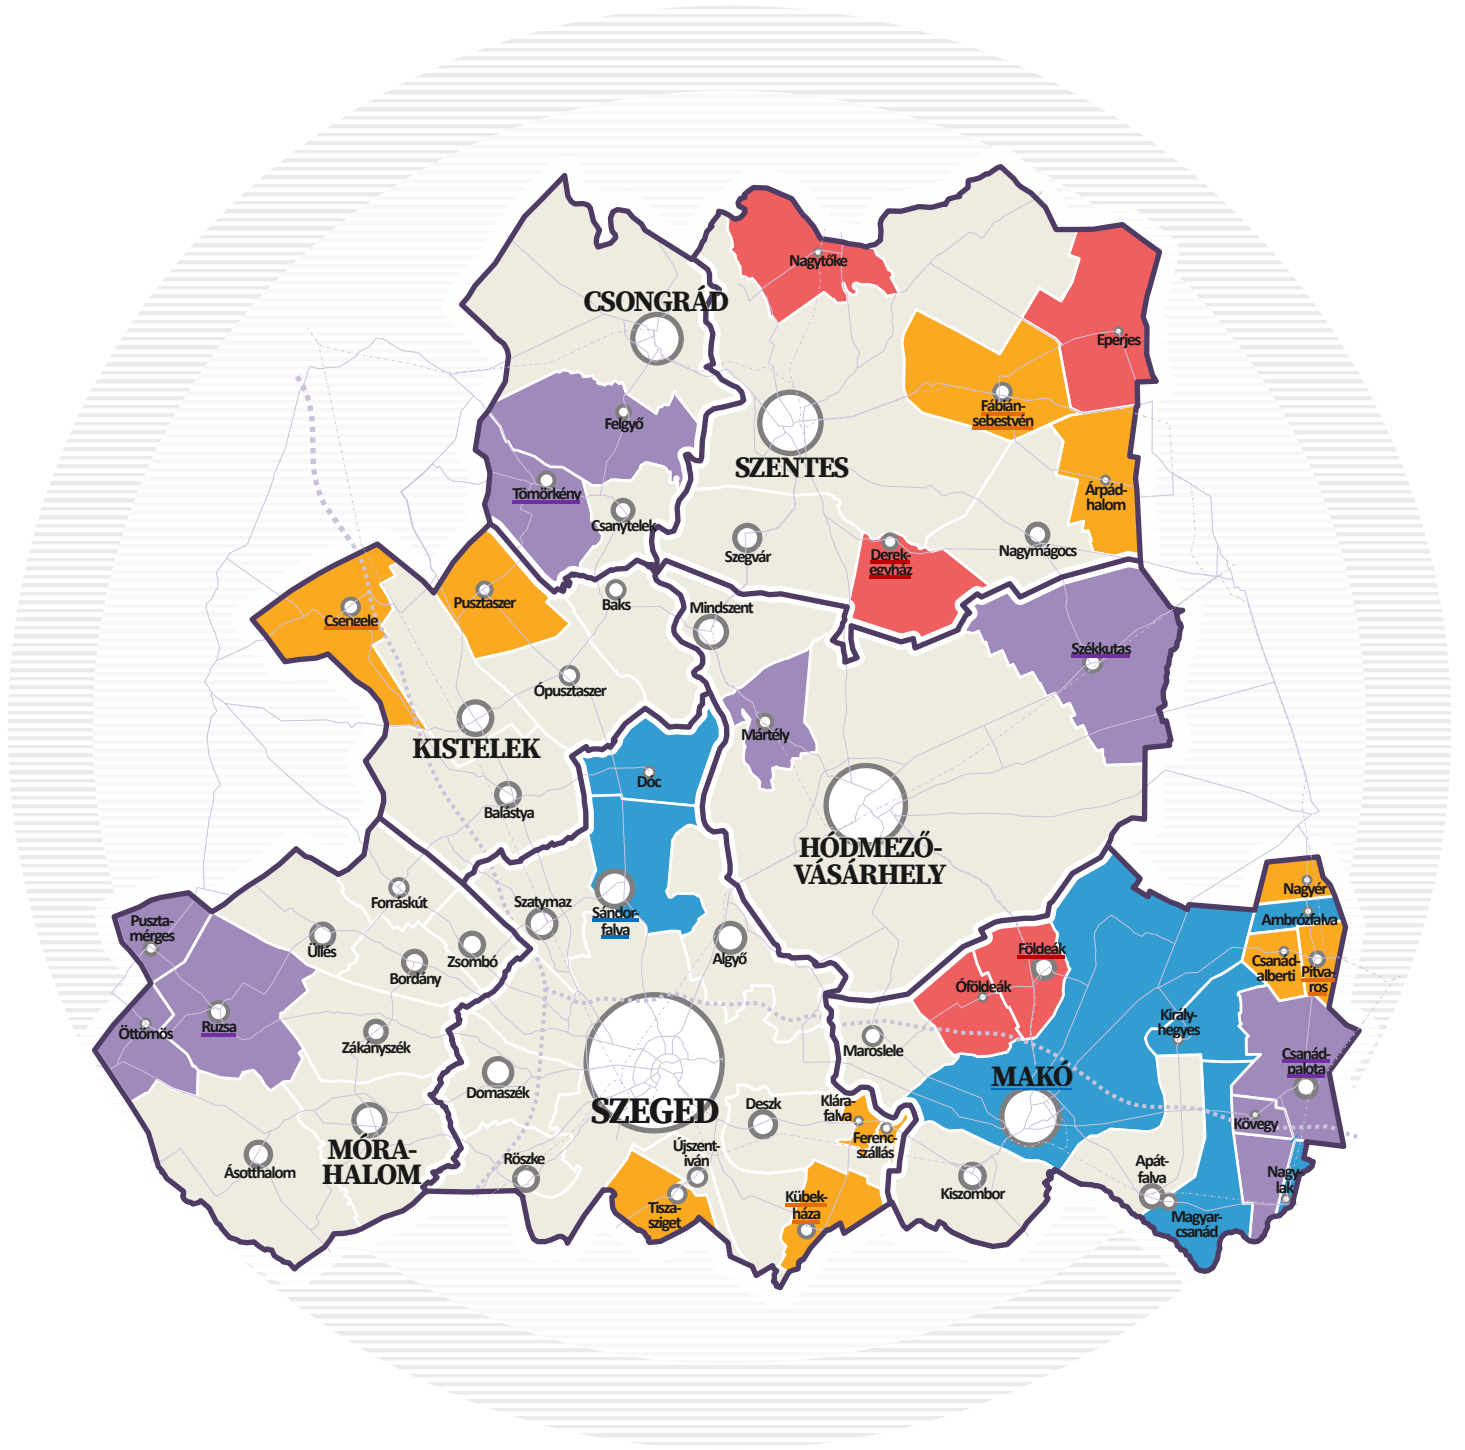 Nagytőke
CSONGRÁD
Eperjes
Fábián-
sebestyén
Felgyő
SZENTES
Tömörkény
Árpád-
halom
Csanytelek
Szegvár
Derek-
egyház
Nagymágocs
Pusztaszer
Baks
Mindszent
Csengele
Székkutas
Ópusztaszer
Mártély
KISTELEK
Dóc
Balástya
HÓDMEZŐ-
VÁSÁRHELY
Nagyér
Forráskút
Szatymaz
Sándor-
falva
Ambrózfalva
Puszta-
mérges
Üllés
Zsombó
Algyő
Földeák
Csanád-
alberti
Pitva-
ros
Bordány
Óföldeák
Öttömös
Ruzsa
Zákányszék
Maroslele
Király-
hegyes
Csanád-
palota
MAKÓ
Domaszék
SZEGED
Deszk
Klára-
falva
Ferenc-
szállás
Kövegy
MÓRA-
HALOM
Ásotthalom
Röszke
Újszent-
iván
Tisza-
sziget
Kübek-
háza
Kiszombor
Apát-
falva
Nagy-
lak
Magyar-
csanád